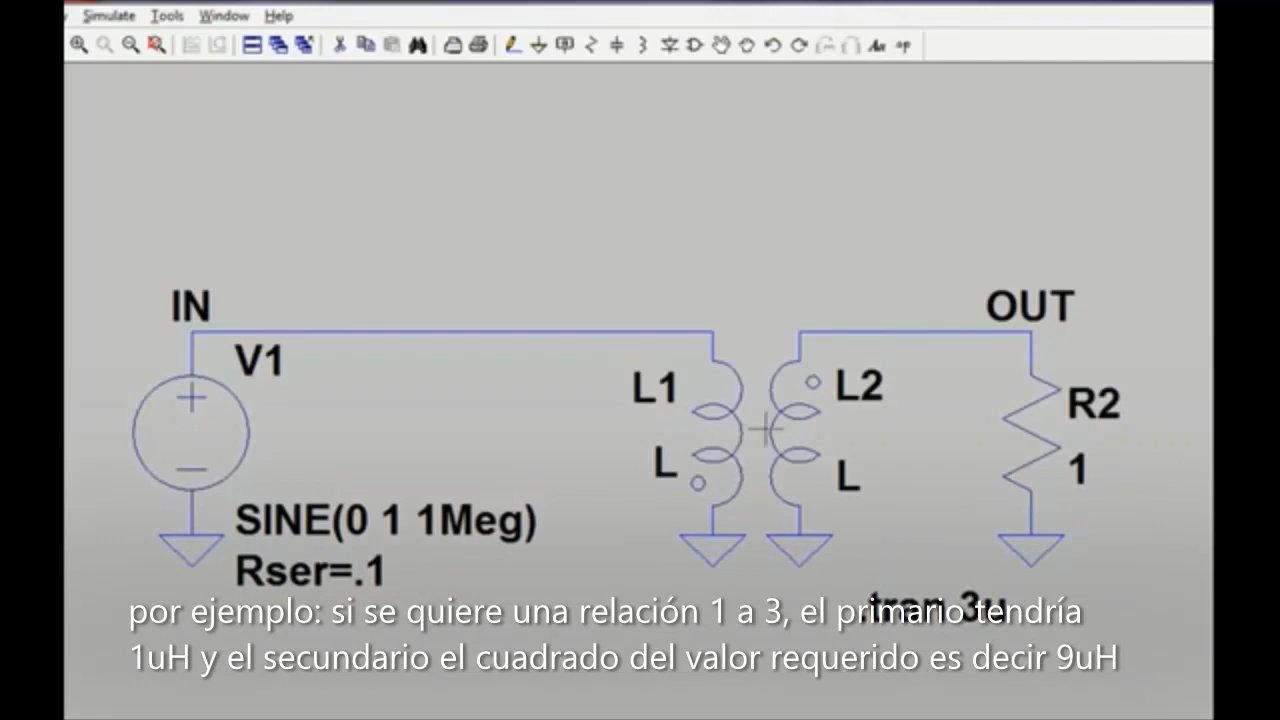 Simulate Tools Window Help
IN
OUT
V1
L1
L2
R2
L
L
1
SINE(0 1 1Meg)
Rser=.1
.tran 3u
por ejemplo: si se quiere una relación 1 a 3, el primario tendría
1uH y el secundario el cuadrado del valor requerido es decir 9uH